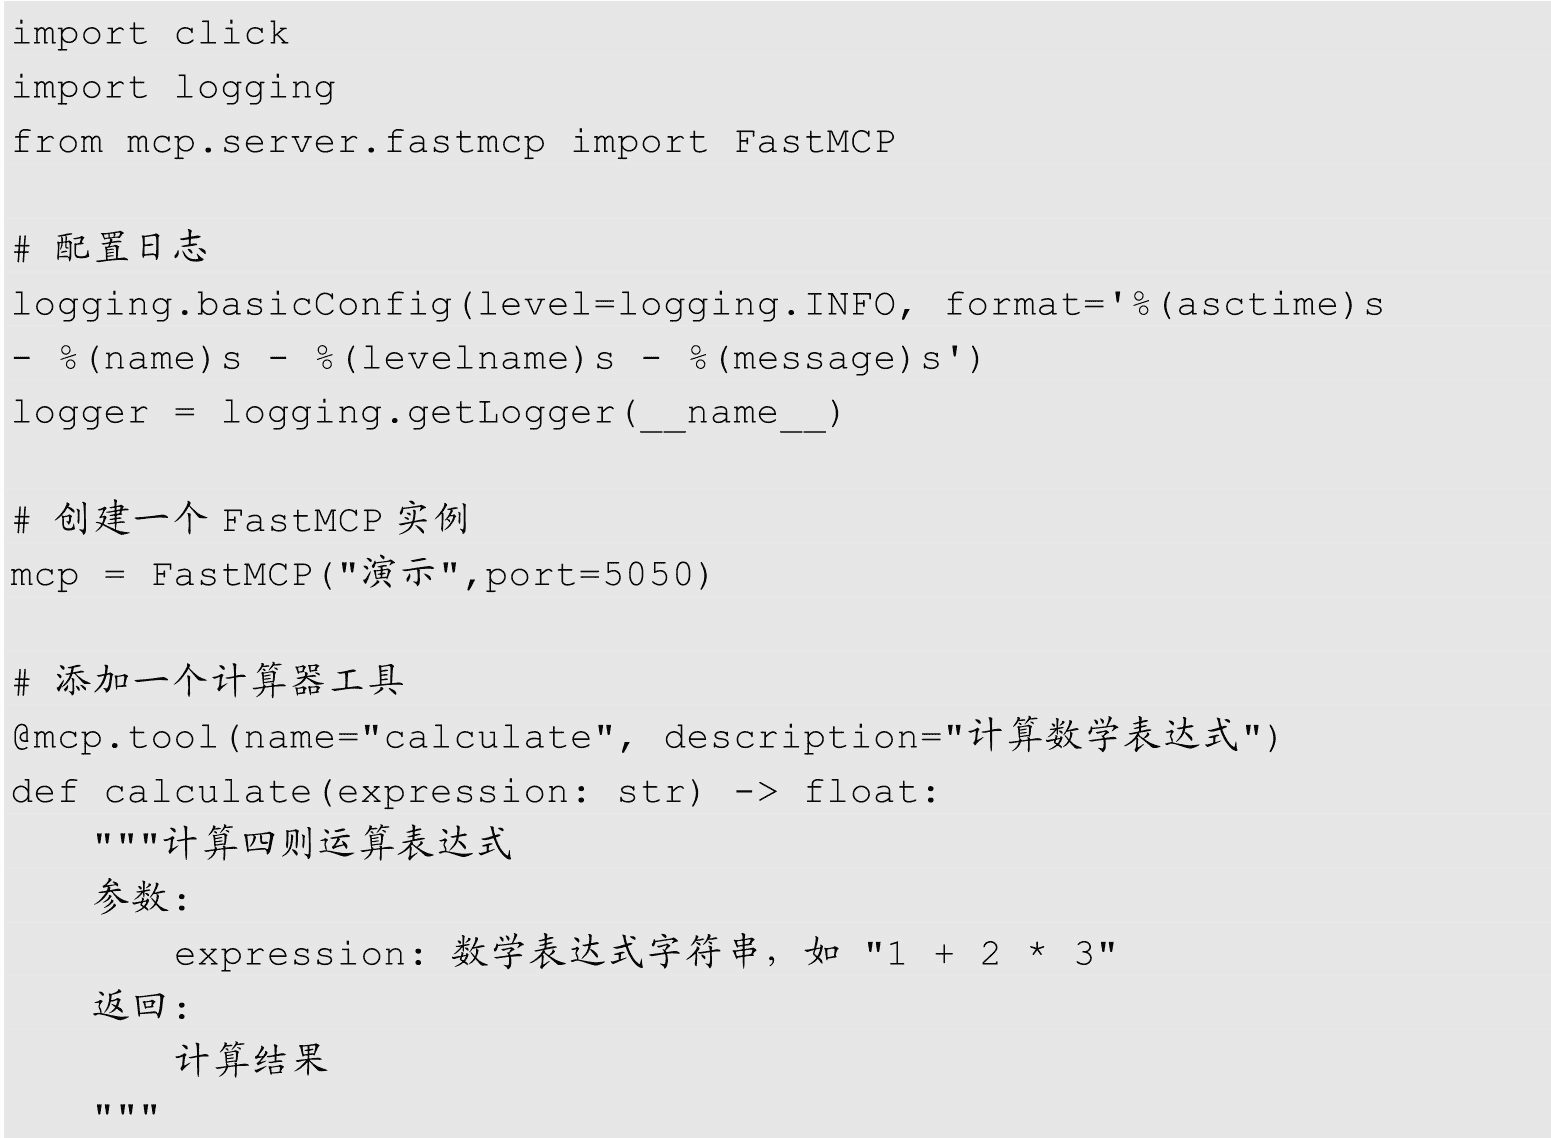 import click
import logging
from mcp.server.fastmcp import FastMCP
# 配置日志
logging.basicConfig(level=logging.INFO, format='%(asctime)s
- %(name)s - %(levelname)s - %(message)s')
logger = logging.getLogger(__name__)
# 创建一个 FastMCP 实例
mcp = FastMCP("演示",port=5050)
# 添加一个计算器工具
@mcp.tool(name="calculate", description="计算数学表达式")
def calculate(expression: str) -> float:
    """计算四则运算表达式
    参数:
        expression: 数学表达式字符串, 如 "1 + 2 * 3"
    返回:
        计算结果
    """